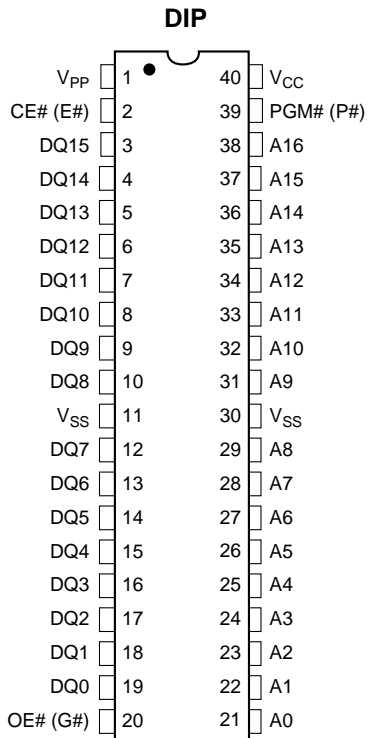 DIP
VPP 1 40 VCC
CE# (E#) 2 39 PGM# (P#)
DQ15 3 38 A16
DQ14 4 37 A15
DQ13 5 36 A14
DQ12 6 35 A13
DQ11 7 34 A12
DQ10 8 33 A11
DQ9 9 32 A10
DQ8 10 31 A9
VSS 11 30 VSS
DQ7 12 29 A8
DQ6 13 28 A7
DQ5 14 27 A6
DQ4 15 26 A5
DQ3 16 25 A4
DQ2 17 24 A3
DQ1 18 23 A2
DQ0 19 22 A1
OE# (G#) 20 21 A0